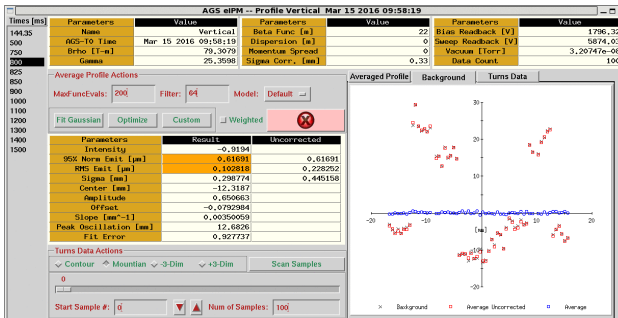 AGS eIPM -- Profile Vertical Mar 15 2016 09:58:19
Times [ms]
144.35
500
750
800
825
850
900
1000
1100
1200
1300
1400
1500
Parameters Value
Name Vertical
AGS-TO Time Mar 15 2016 09:58:19
Brho [T-m] 79.3079
Gamma 25.3598
Parameters Value
Beta Func [m] 22
Dispersion [m] 0
Momentum Spread 0
Sigma Corr. [mm] 0.33
Parameters Value
Bias Readback [V] 1796.32
Sweep Readback [V] 5874.03
Vacuum [Torr] 3.20747e-08
Data Count 100
Average Profile Actions
MaxFuncEvals: 200 Filter: 64 Model: Default
Fit Gaussian Optimize Custom Weighted
Parameters Result Uncorrected
Intensity -0.9194
95% Norm Emit [µm] 0.61691 0.61691
RMS Emit [µm] 0.102818 0.228252
Sigma [mm] 0.298774 0.445158
Center [mm] -12.3187
Amplitude 0.650663
Offset -0.0792984
Slope [mm^-1] 0.00350059
Peak Oscillation [mm] 12.6826
Fit Error 0.927737
Turns Data Actions
Contour Mountian -3-Dim +3-Dim Scan Samples
0
Start Sample #: 0 Num of Samples: 100
Averaged Profile Background Turns Data
30
20
10
-20 -10 [mm] 10 20
-10
-20
Background Average Uncorrected Average